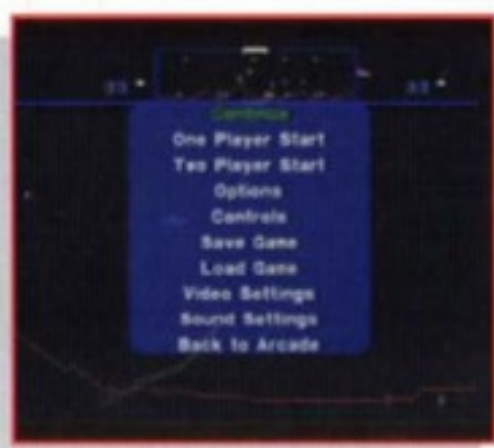 Continue
One Player Start
Two Player Start
Options
Controls
Save Game
Load Game
Video Settings
Sound Settings
Back to Arcade